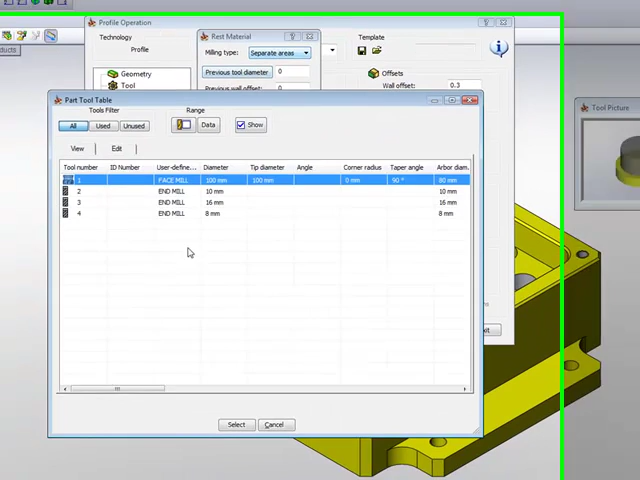 Profile Operation
Technology
Profile
Geometry
Tool
Rest Material
Milling type: Separate areas
Previous tool diameter 0
Previous wall offset:
Template
Offsets
Wall offset: 0.3
ducts
Part Tool Table
Tools Filter
All Used Unused
Range
Data Show
View Edit
Tool number ID Number User-define... Diameter Tip diameter Angle Corner radius Taper angle Arbor diam
1 FACE MILL 100 mm 100 mm 0 mm 90 ° 80 mm
2 END MILL 10 mm 10 mm
3 END MILL 16 mm 16 mm
4 END MILL 8 mm 8 mm
Select Cancel
Tool Picture